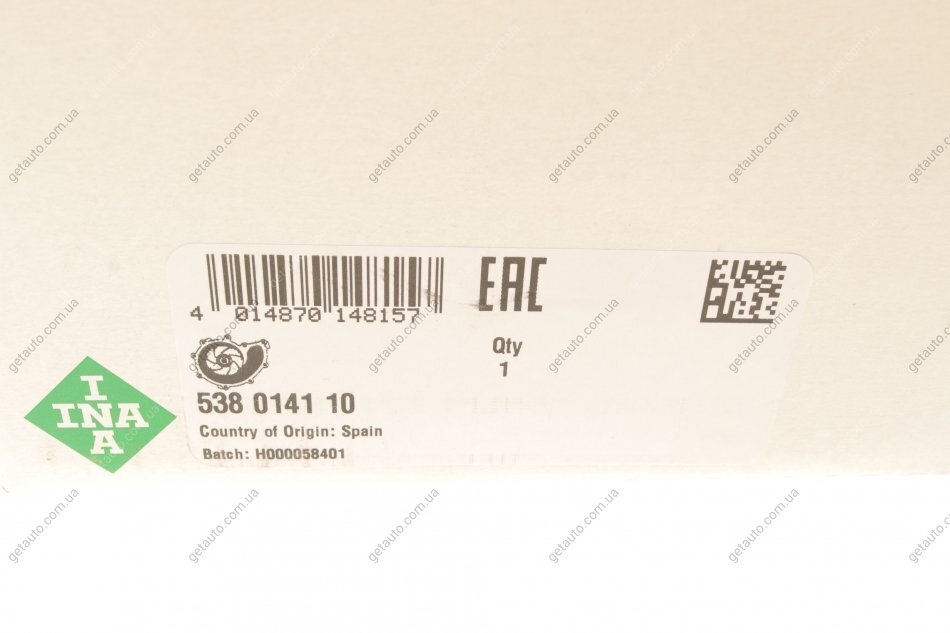 4 014870 148157
EAC
Qty
1
538 0141 10
Country of Origin: Spain
Batch: H000058401
INA
INA
getauto.com.ua